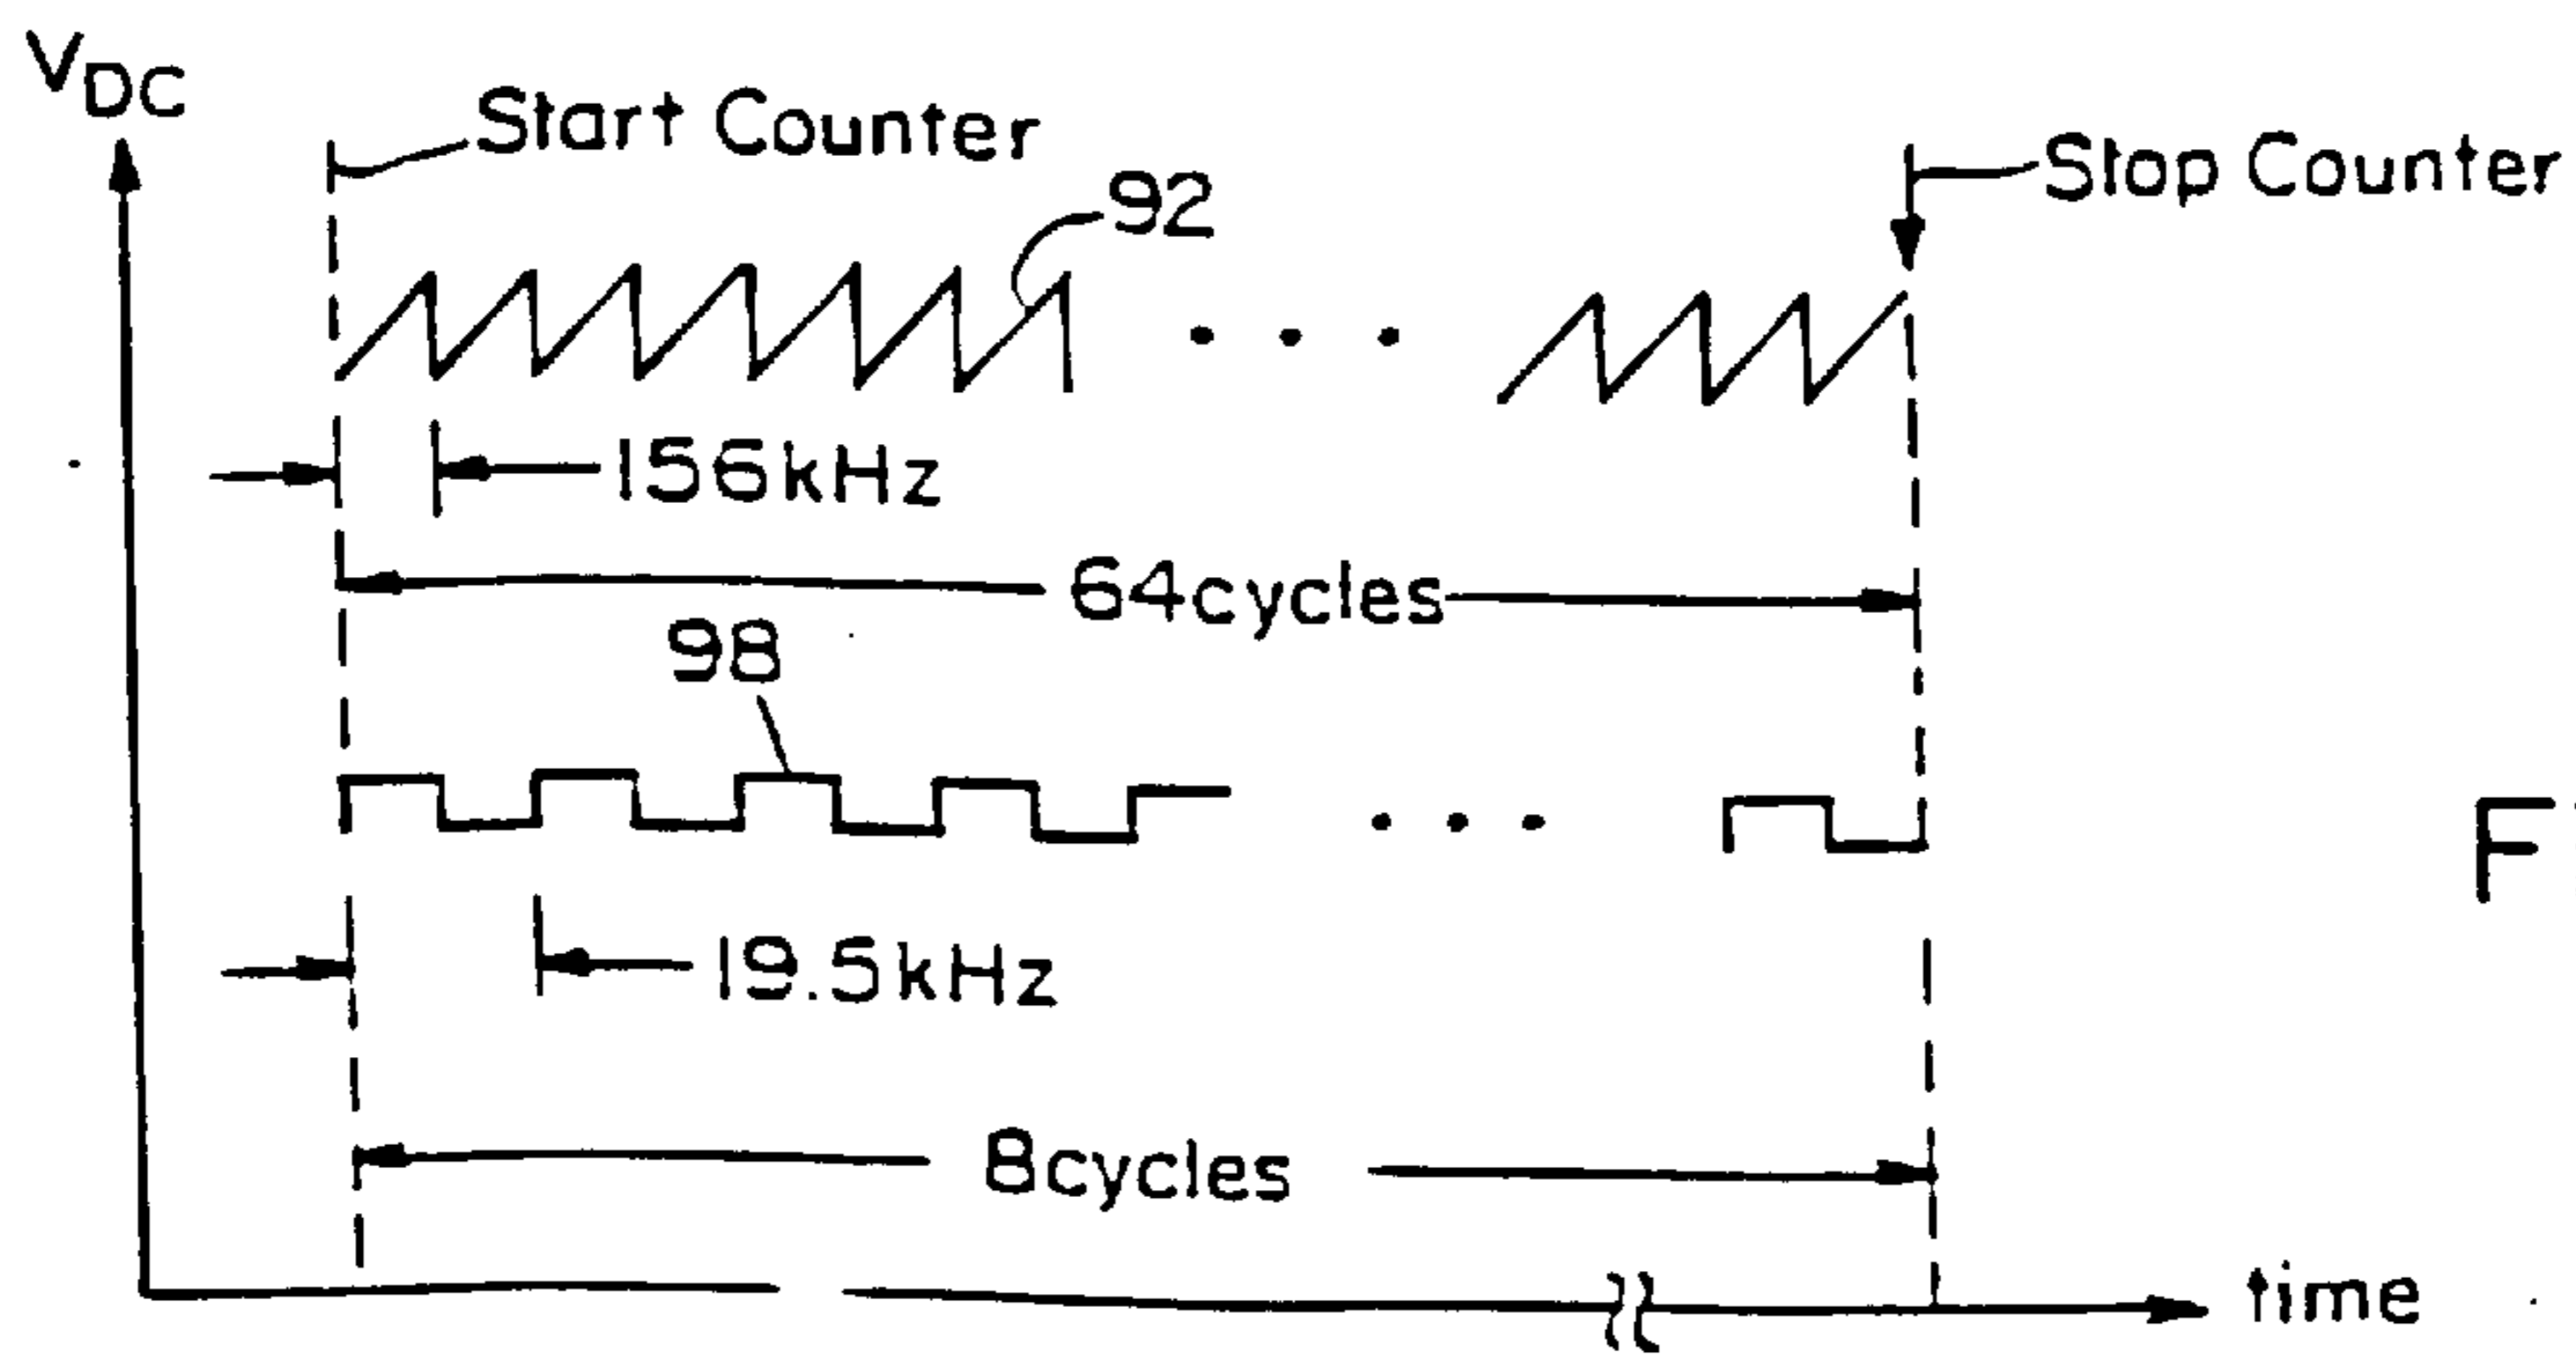 VDC
Start Counter
Stop Counter
92
156kHz
64cycles
98
F
19.5kHz
8cycles
time